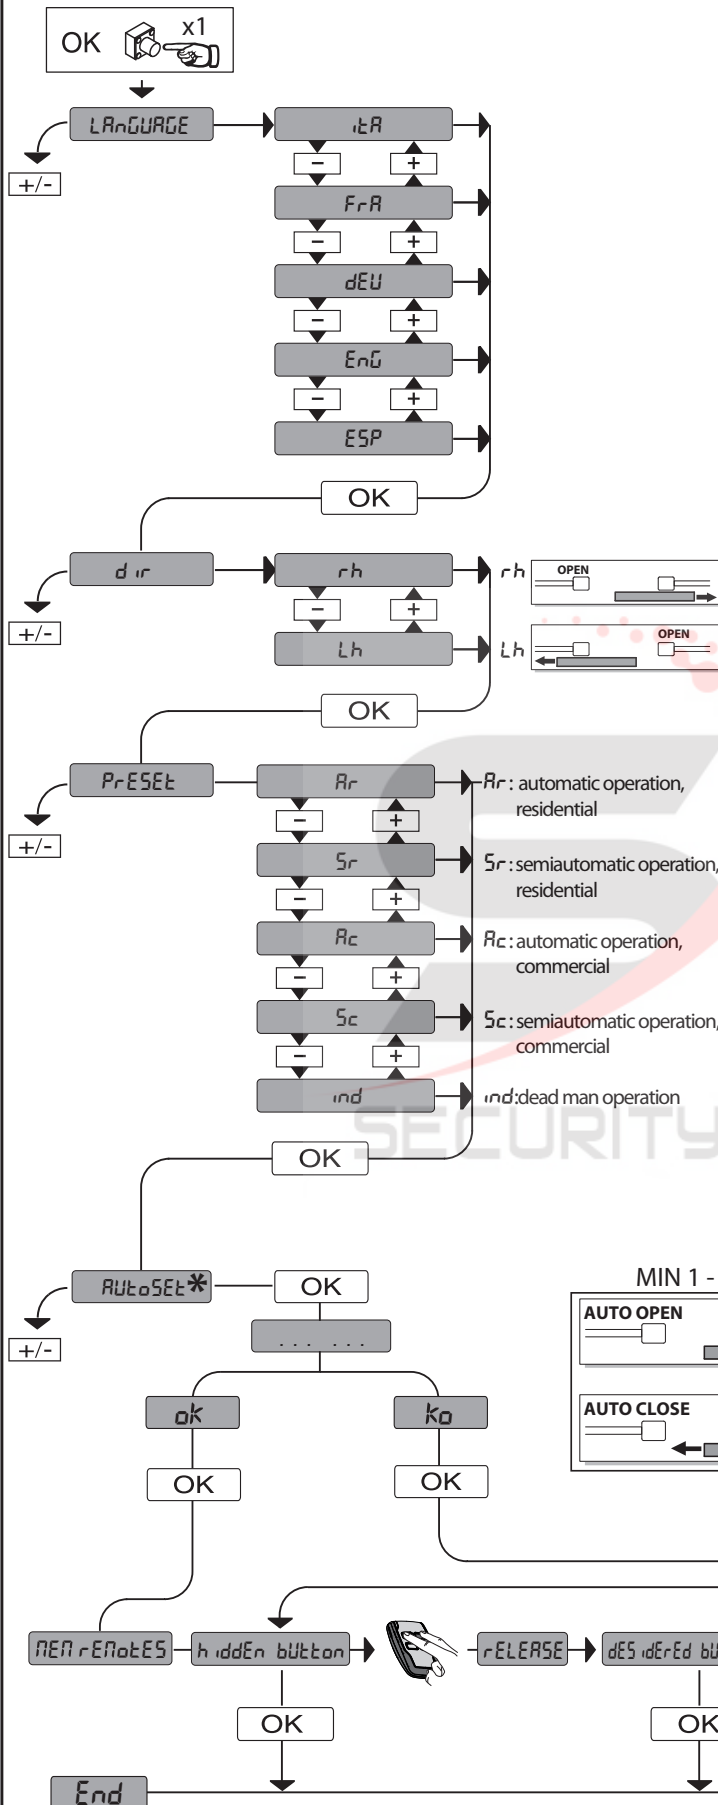 OK x1
LAnGUAGE itA
+/-
- +
FrA
- +
dEU
- +
EnG
- +
ESP
OK
dir rh rh OPEN
+/-
- +
Lh Lh OPEN
OK
PrESEt Ar Ar: automatic operation,
residential
+/-
- +
Sr Sr: semiautomatic operation,
residential
- +
Ac Ac: automatic operation,
commercial
- +
Sc Sc: semiautomatic operation,
commercial
- +
ind ind:dead man operation
SECURITY
OK
AUtoSEt* OK
+/-
... ...
MIN 1 -
AUTO OPEN
AUTO CLOSE
ok ko
OK OK
MEM rEMotES hiddEn bUtton rELEASE dESidErEd bU
OK OK
End